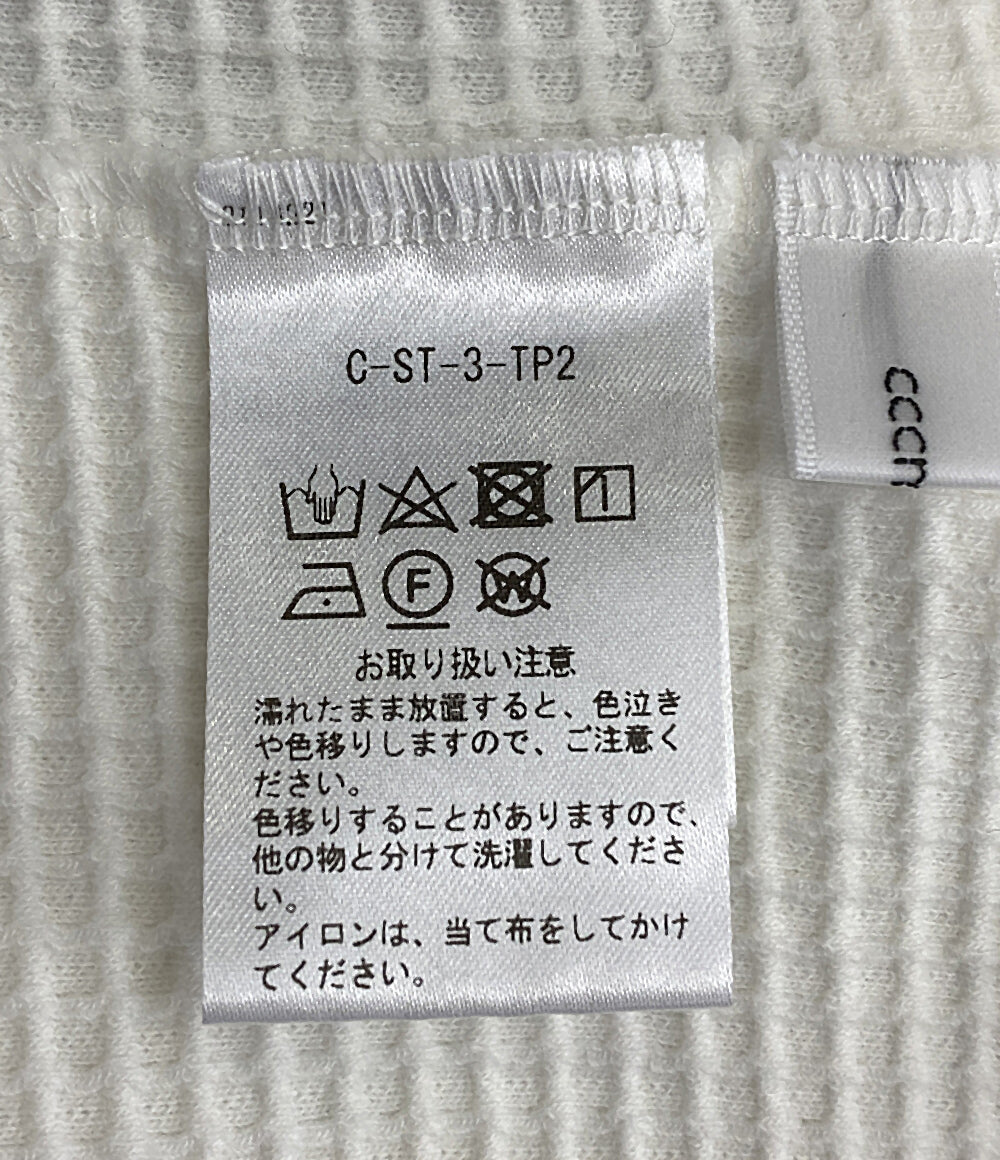 C-ST-3-TP2
F
W
お取り扱い注意
濡れたまま放置すると、色泣き
や色移りしますので、ご注意く
ださい。
色移りすることがありますので、
他の物と分けて洗濯してくださ
い。
アイロンは、当て布をしてかけ
てください。